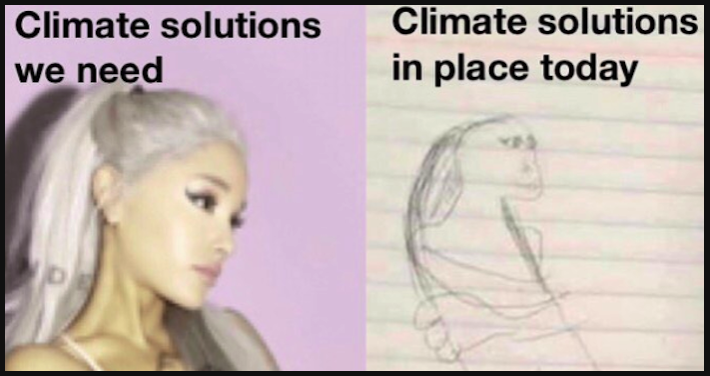 Climate solutions
we need
Climate solutions
in place today